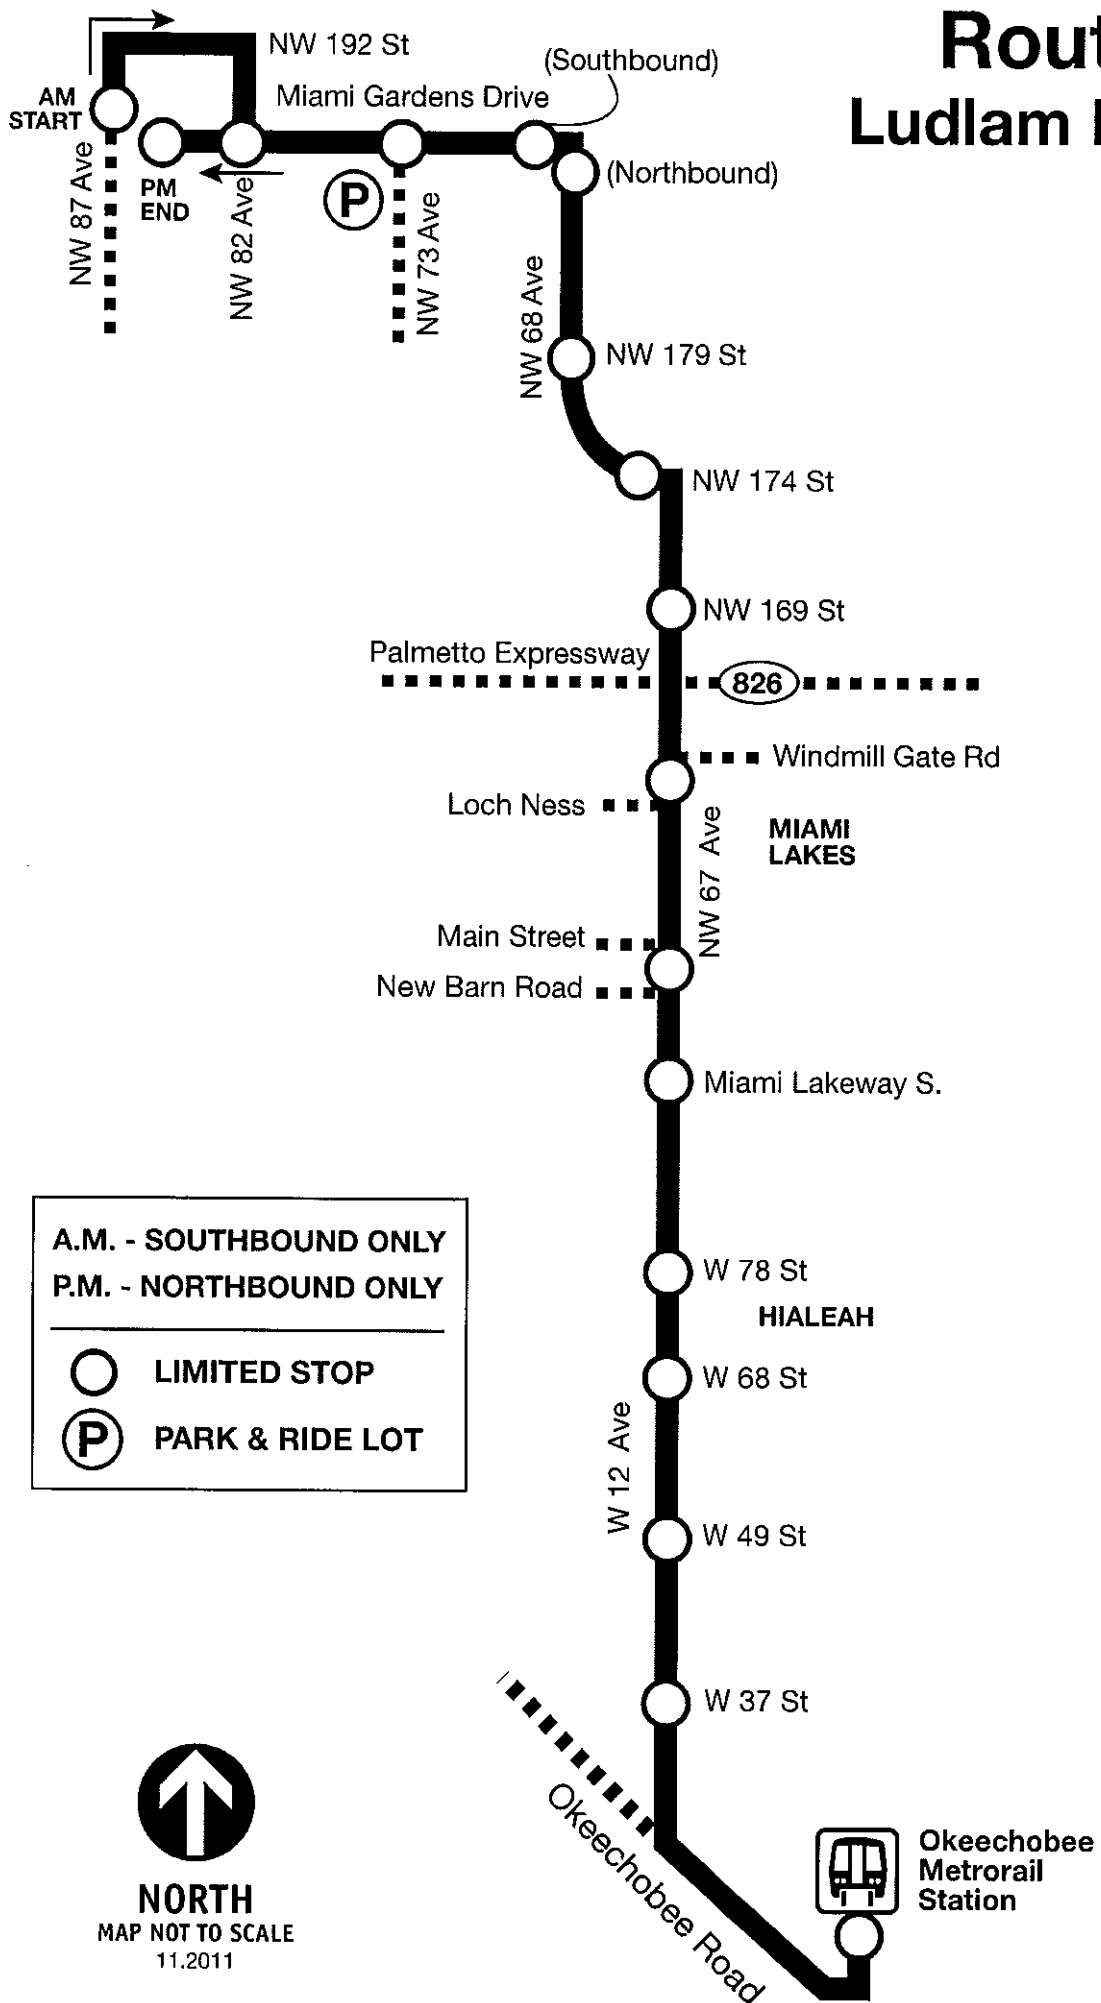 Rout
Ludlam
NW 192 St
(Southbound)
AM
START
Miami Gardens Drive
(Northbound)
P
PM
END
NW 87 Ave
NW 82 Ave
NW 73 Ave
NW 68 Ave
NW 179 St
NW 174 St
NW 169 St
Palmetto Expressway
826
Windmill Gate Rd
Loch Ness
MIAMI
LAKES
NW 67 Ave
Main Street
New Barn Road
Miami Lakeway S.
A.M. - SOUTHBOUND ONLY
P.M. - NORTHBOUND ONLY
LIMITED STOP
P PARK & RIDE LOT
W 78 St
HIALEAH
W 68 St
W 12 Ave
W 49 St
W 37 St
Okeechobee Road
Okeechobee
Metrorail
Station
NORTH
MAP NOT TO SCALE
11.2011